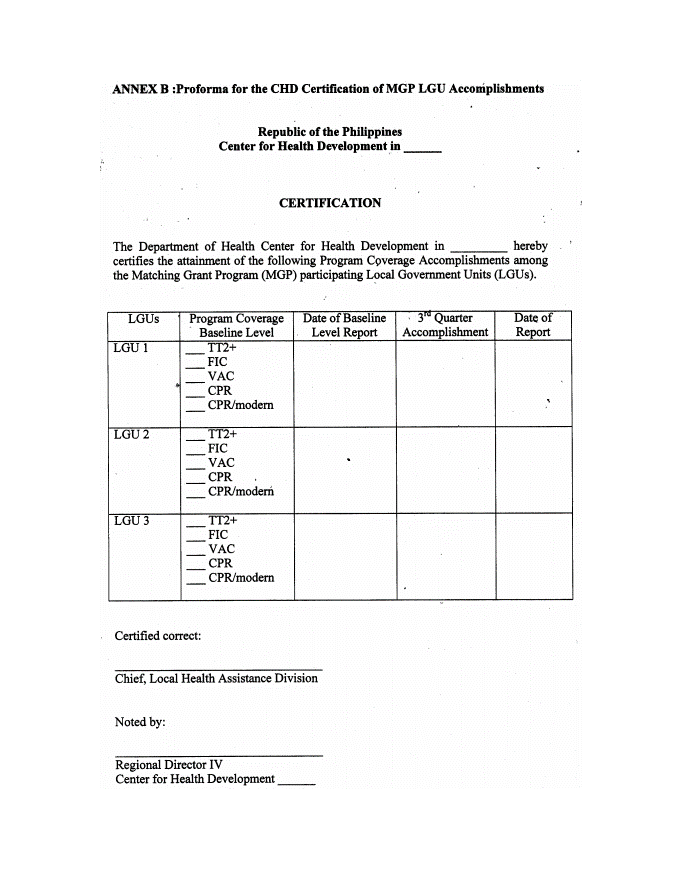 ANNEX B :Proforma for the CHD Certification of MGP LGU Accomplishments
Republic of the Philippines
Center for Health Development in ______
CERTIFICATION
The Department of Health Center for Health Development in _________ hereby
certifies the attainment of the following Program Coverage Accomplishments among
the Matching Grant Program (MGP) participating Local Government Units (LGUs).
LGUs Program Coverage Baseline Level Date of Baseline Level Report 3rd Quarter Accomplishment Date of Report
LGU 1 ___ TT2+
___ FIC
___ VAC
___ CPR
___ CPR/modern
LGU 2 ___ TT2+
___ FIC
___ VAC
___ CPR
___ CPR/modern
LGU 3 ___ TT2+
___ FIC
___ VAC
___ CPR
___ CPR/modern
Certified correct:
Chief, Local Health Assistance Division
Noted by:
Regional Director IV
Center for Health Development ______